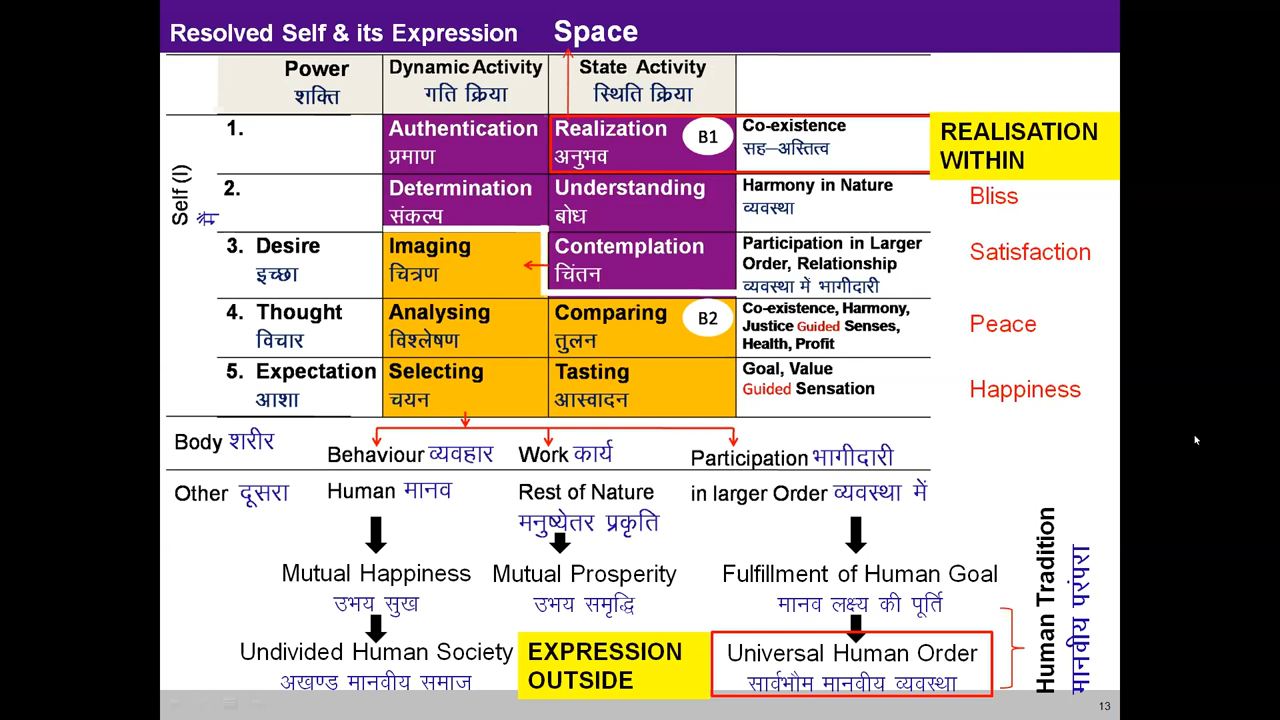 Resolved Self & its Expression Space
Power Dynamic Activity State Activity
शक्ति गति क्रिया स्थिति क्रिया
Self (I)
मैं
1. Authentication Realization B1 Co-existence
प्रमाण अनुभव सह–अस्तित्व
REALISATION
WITHIN
2. Determination Understanding Harmony in Nature
संकल्प बोध व्यवस्था
Bliss
3. Desire Imaging Contemplation Participation in Larger
Order, Relationship
इच्छा चित्रण चिंतन व्यवस्था में भागीदारी
Satisfaction
4. Thought Analysing Comparing B2 Co-existence, Harmony,
Justice Guided Senses,
विचार विश्लेषण तुलन Health, Profit
Peace
5. Expectation Selecting Tasting Goal, Value
Guided Sensation
आशा चयन आस्वादन
Happiness
Body शरीर Behaviour व्यवहार Work कार्य Participation भागीदारी
Other दूसरा Human मानव Rest of Nature in larger Order व्यवस्था में
मनुष्येतर प्रकृति
Mutual Happiness Mutual Prosperity Fulfillment of Human Goal
उभय सुख उभय समृद्धि मानव लक्ष्य की पूर्ति
Undivided Human Society EXPRESSION Universal Human Order
अखण्ड मानवीय समाज OUTSIDE सार्वभौम मानवीय व्यवस्था
Human Tradition
मानवीय परंपरा
13